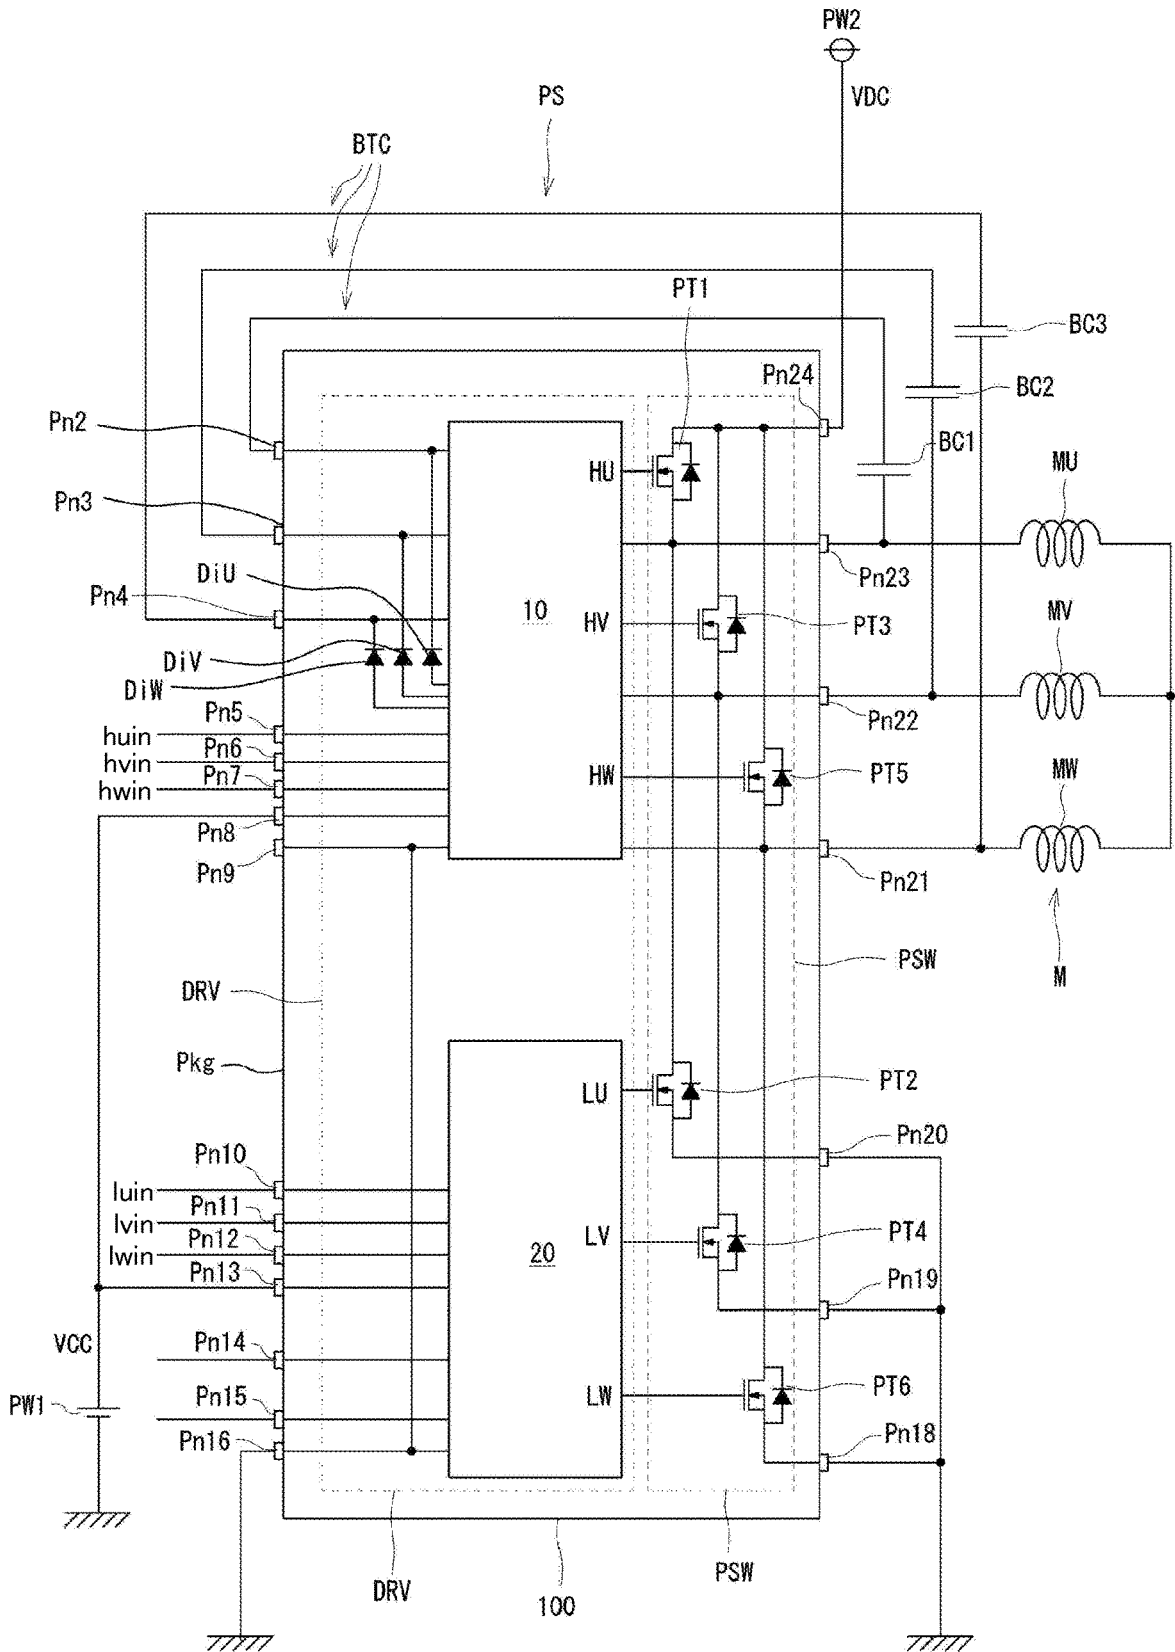 PW2
VDC
PS
BTC
PT1
BC3
Pn24
BC2
Pn2
BC1
MU
HU
Pn3
DiU
Pn23
Pn4
10
HV
PT3
MV
DiV
DiW
Pn5
Pn22
huin
Pn6
hvin
Pn7
HW
PT5
MW
hwin
Pn8
Pn9
Pn21
PSW
M
DRV
Pkg
LU
PT2
Pn20
Pn10
luin
Pn11
lvin
Pn12
LV
20
PT4
lwin
Pn13
Pn19
VCC
Pn14
PT6
Pn15
LW
PW1
Pn16
Pn18
PSW
DRV
100